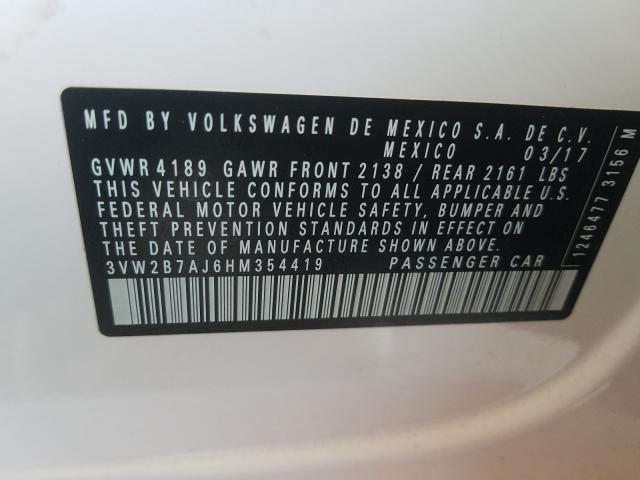 MFD BY VOLKSWAGEN DE MEXICO S.A. DE C.V.
MEXICO 03/17
GVWR 4189 GAWR FRONT 2138 / REAR 2161 LBS
THIS VEHICLE CONFORMS TO ALL APPLICABLE U.S.
FEDERAL MOTOR VEHICLE SAFETY, BUMPER AND
THEFT PREVENTION STANDARDS IN EFFECT ON
THE DATE OF MANUFACTURE SHOWN ABOVE.
3VW2B7AJ6HM354419 PASSENGER CAR
1246477 3156 M